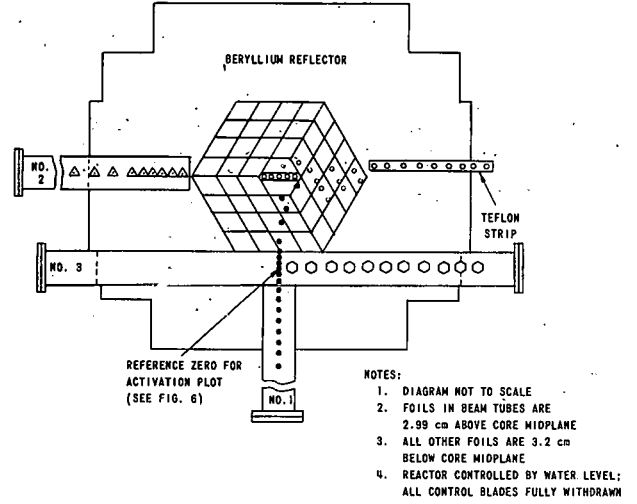 BERYLLIUM REFLECTOR
NO.
2
TEFLON
STRIP
NO. 3
REFERENCE ZERO FOR
ACTIVATION PLOT
(SEE FIG. 6)
NO.1
NOTES:
1. DIAGRAM NOT TO SCALE
2. FOILS IN BEAM TUBES ARE
2.99 cm ABOVE CORE MIDPLANE
3. ALL OTHER FOILS ARE 3.2 cm
BELOW CORE MIDPLANE
4. REACTOR CONTROLLED BY WATER LEVEL;
ALL CONTROL BLADES FULLY WITHDRAWN